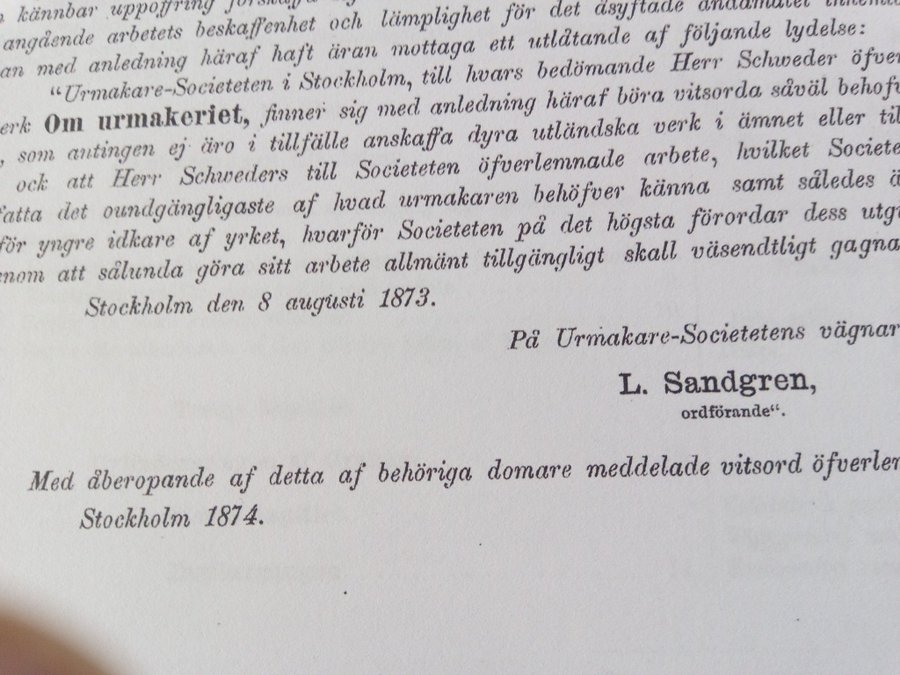 kännbar uppoffring
angående arbetets beskaffenhet och lämplighet för det åsyftade ändamålet
an med anledning häraf haft äran mottaga ett utlåtande af följande lydelse:
“Urmakare-Societeten i Stockholm, till hvars bedömande Herr Schweder öfver
erk Om urmakeriet, finner sig med anledning häraf böra vitsorda såväl behofv
, som antingen ej äro i tillfälle anskaffa dyra utländska verk i ämnet eller til
ock att Herr Schweders till Societeten öfverlemnade arbete, hvilket Societe
fatta det oundgängligaste af hvad urmakaren behöfver känna samt således ä
för yngre idkare af yrket, hvarför Societeten på det högsta förordar dess utgi
enom att sålunda göra sitt arbete allmänt tillgängligt skall väsendtligt gagna
Stockholm den 8 augusti 1873.
På Urmakare-Societetens vägnar
L. Sandgren,
ordförande“.
Med åberopande af detta af behöriga domare meddelade vitsord öfverlem
Stockholm 1874.